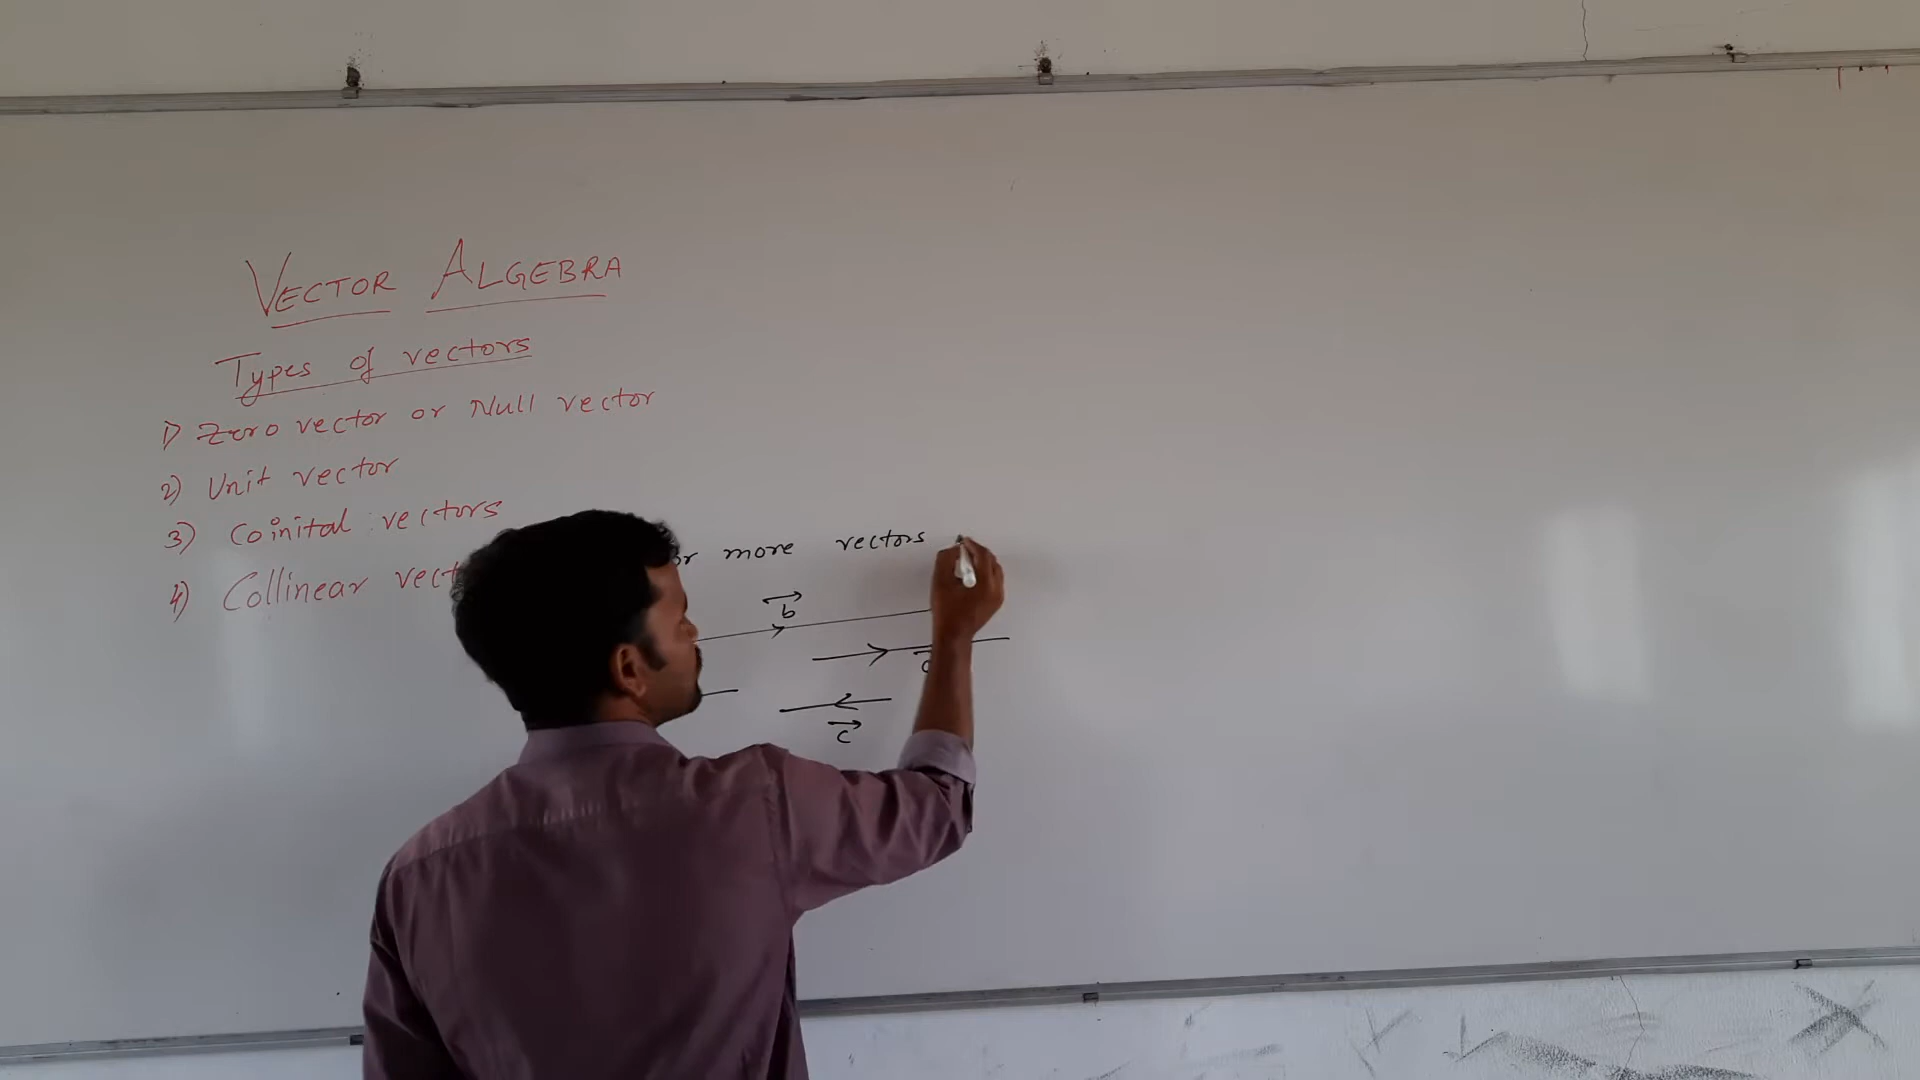 VECTOR ALGEBRA
Types of vectors
1) Zero vector or Null vector
2) Unit vector
3) Coinital vectors
or more vectors
4) Collinear
b
c